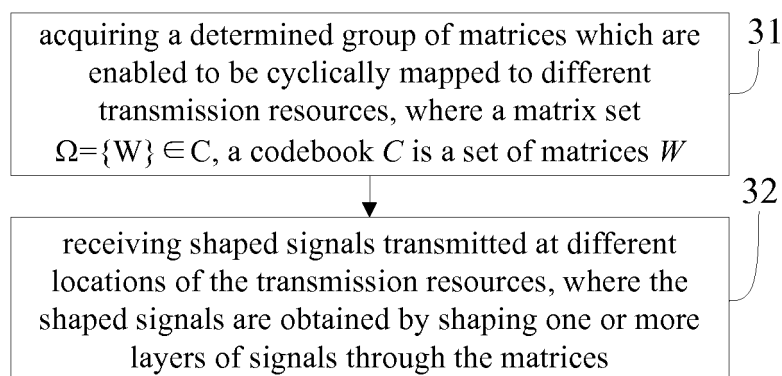 acquiring a determined group of matrices which are
enabled to be cyclically mapped to different
transmission resources, where a matrix set
Ω={W} ∈C, a codebook C is a set of matrices W
31
receiving shaped signals transmitted at different
locations of the transmission resources, where the
shaped signals are obtained by shaping one or more
layers of signals through the matrices
32